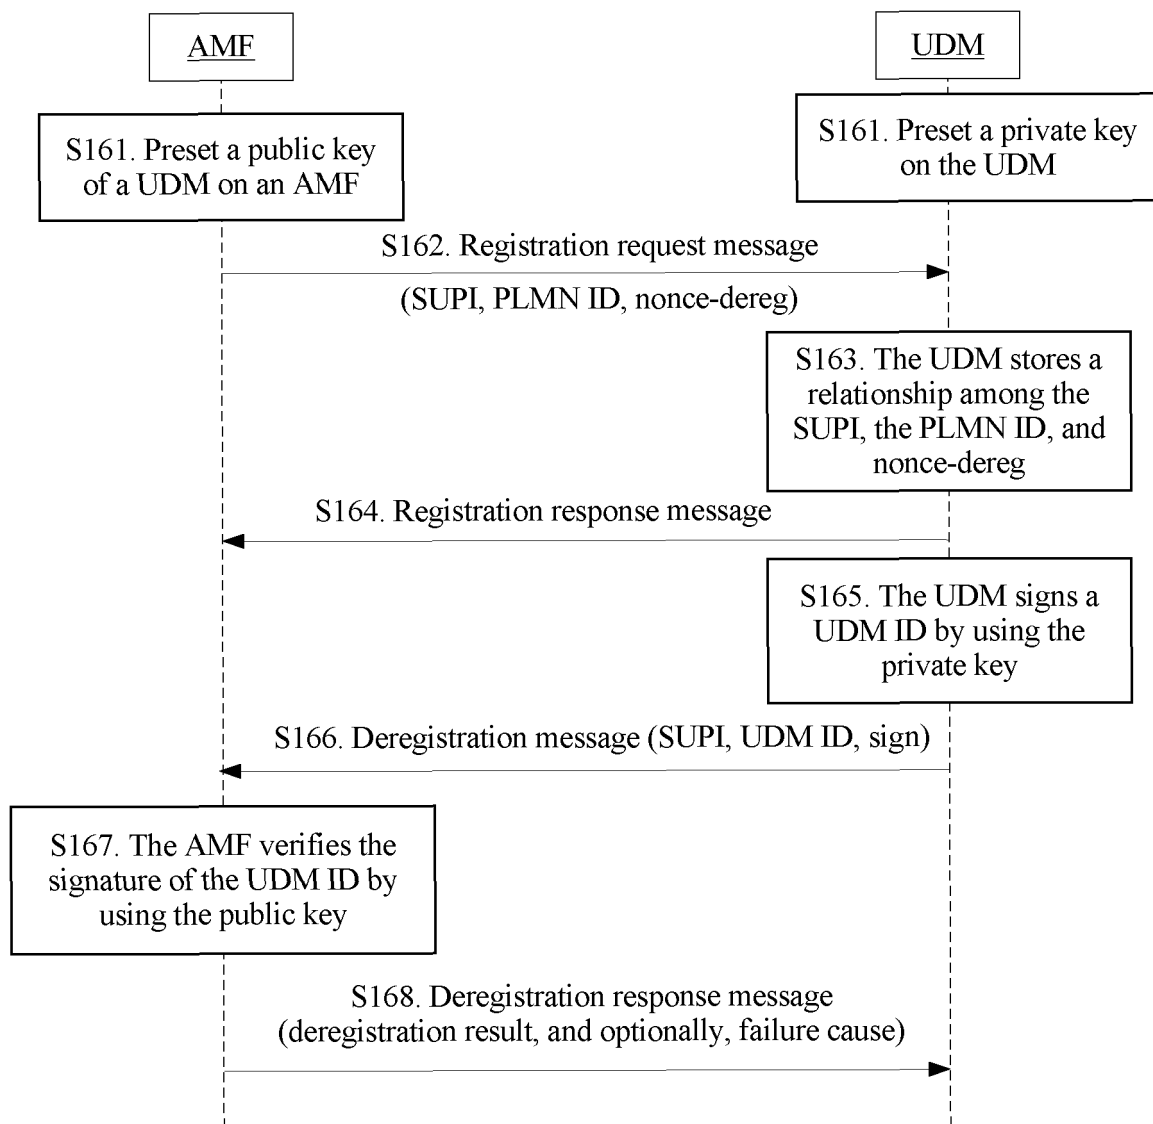 AMF
UDM
S161. Preset a public key
of a UDM on an AMF
S161. Preset a private key
on the UDM
S162. Registration request message
(SUPI, PLMN ID, nonce-dereg)
S163. The UDM stores a
relationship among the
SUPI, the PLMN ID, and
nonce-dereg
S164. Registration response message
S165. The UDM signs a
UDM ID by using the
private key
S166. Deregistration message (SUPI, UDM ID, sign)
S167. The AMF verifies the
signature of the UDM ID by
using the public key
S168. Deregistration response message
(deregistration result, and optionally, failure cause)